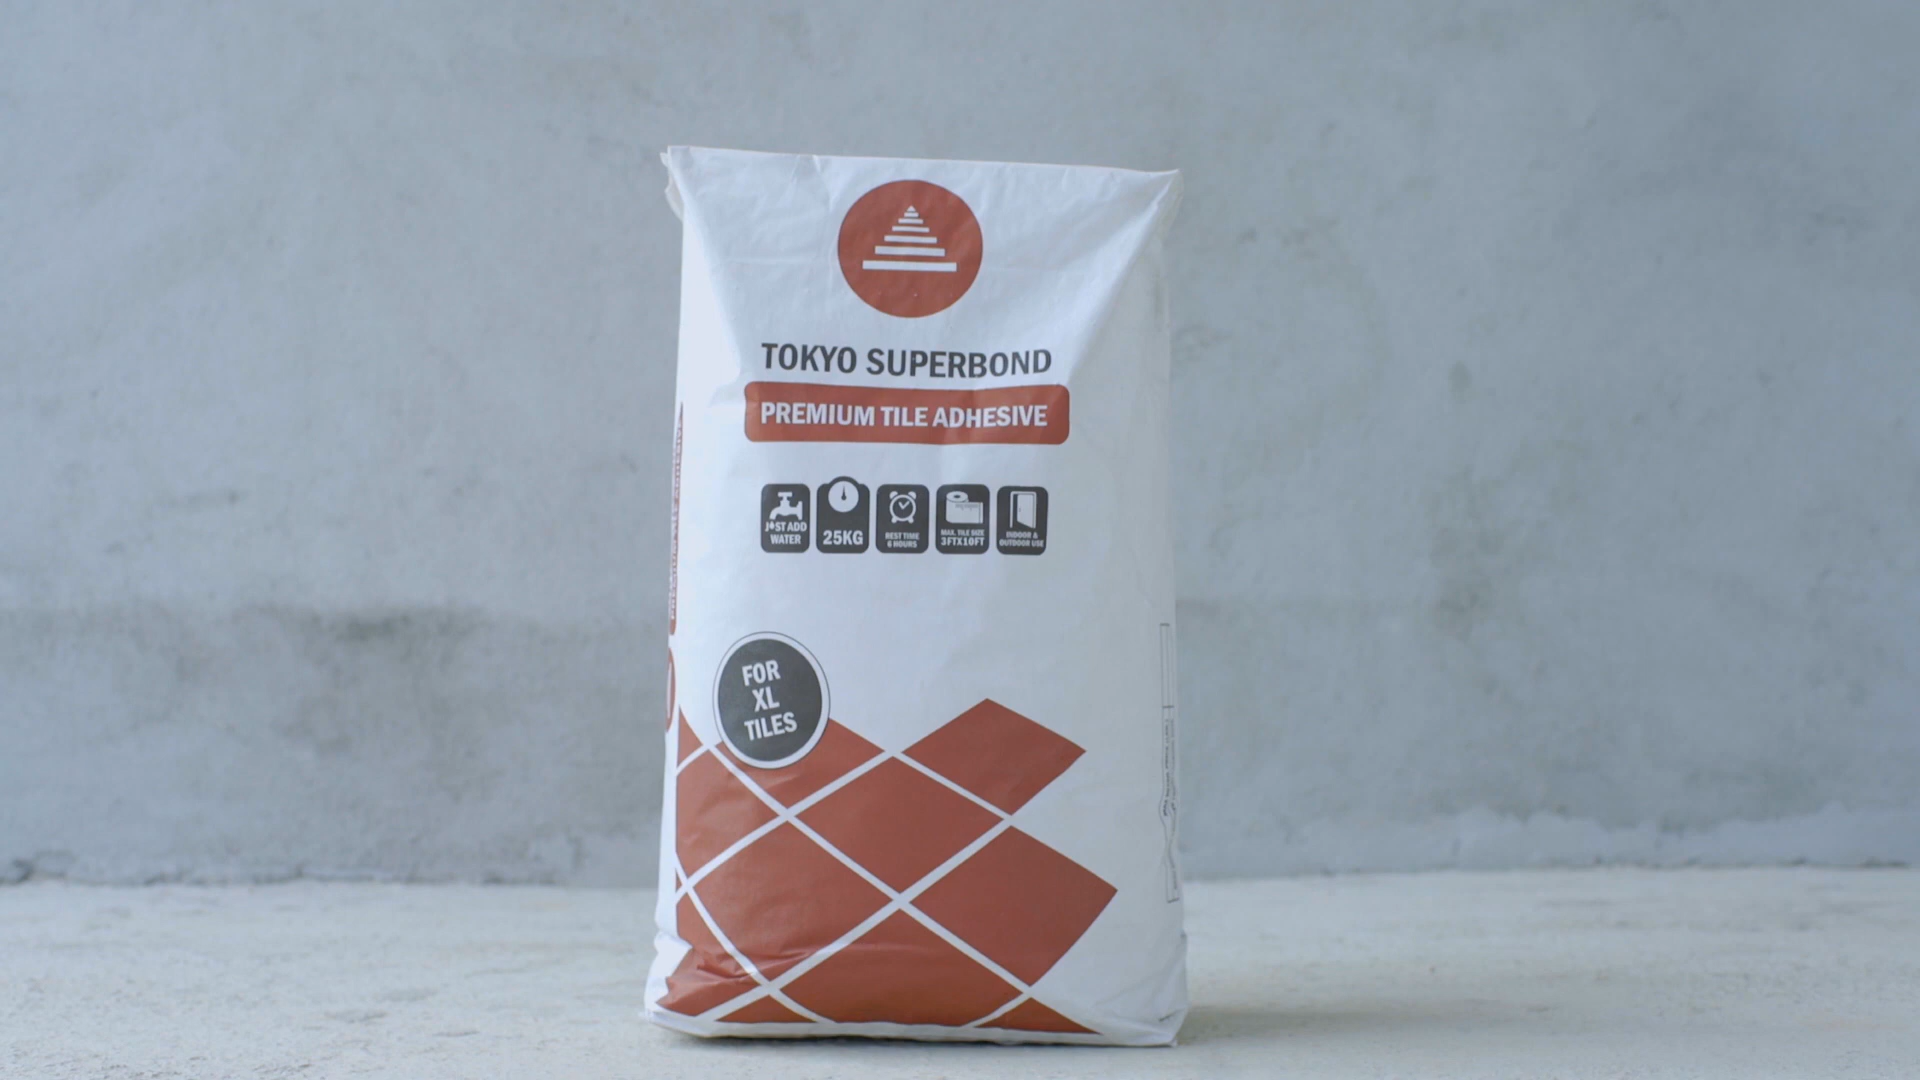 TOKYO SUPERBOND
PREMIUM TILE ADHESIVE
J*ST ADD
WATER
25KG
REST TIME
6 HOURS
MAX. TILE SIZE
3FTX10FT
INDOOR &
OUTDOOR USE
FOR
XL
TILES